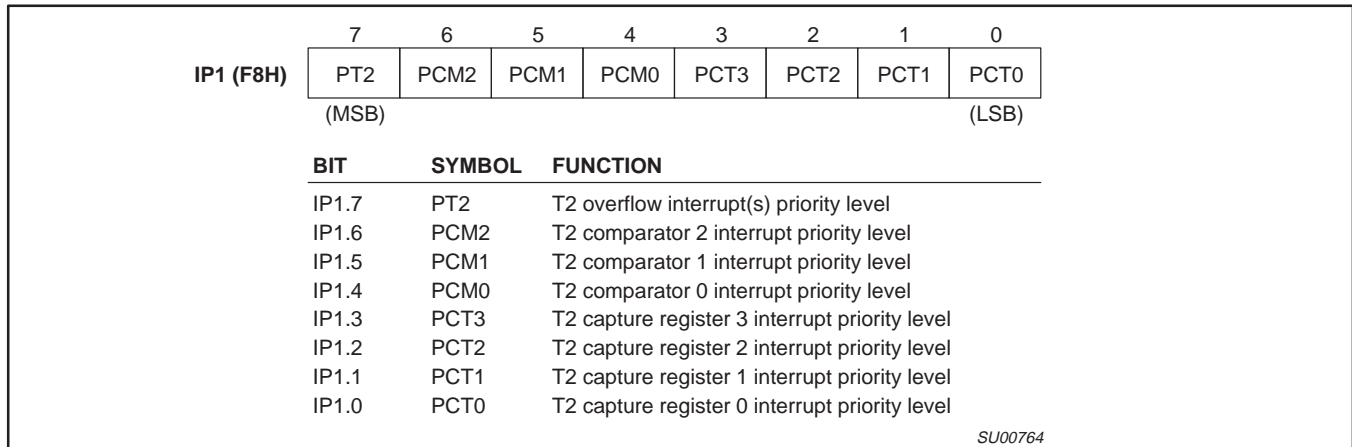 7 6 5 4 3 2 1 0
IP1 (F8H) PT2 PCM2 PCM1 PCM0 PCT3 PCT2 PCT1 PCT0
(MSB) (LSB)
BIT SYMBOL FUNCTION
IP1.7 PT2 T2 overflow interrupt(s) priority level
IP1.6 PCM2 T2 comparator 2 interrupt priority level
IP1.5 PCM1 T2 comparator 1 interrupt priority level
IP1.4 PCM0 T2 comparator 0 interrupt priority level
IP1.3 PCT3 T2 capture register 3 interrupt priority level
IP1.2 PCT2 T2 capture register 2 interrupt priority level
IP1.1 PCT1 T2 capture register 1 interrupt priority level
IP1.0 PCT0 T2 capture register 0 interrupt priority level
SU00764